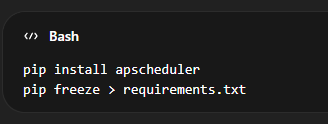 Bash
pip install apscheduler
pip freeze > requirements.txt